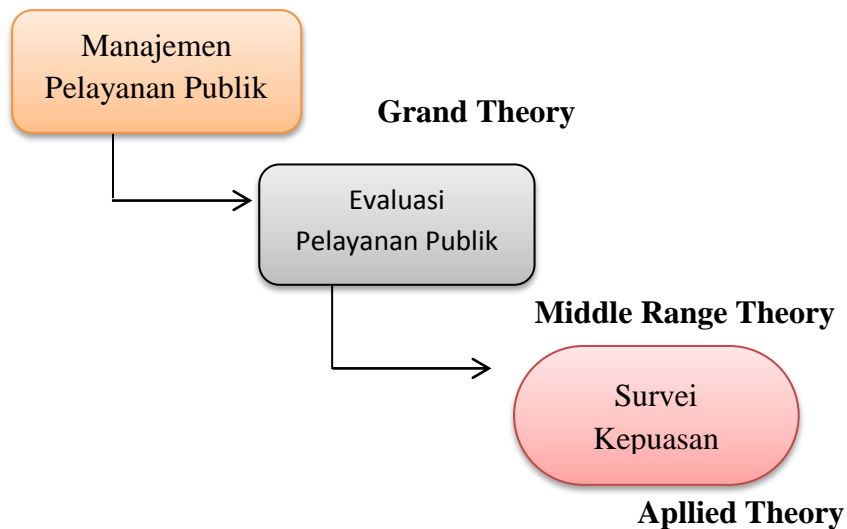 Manajemen
Pelayanan Publik
Grand Theory
Evaluasi
Pelayanan Publik
Middle Range Theory
Survei
Kepuasan
Apllied Theory